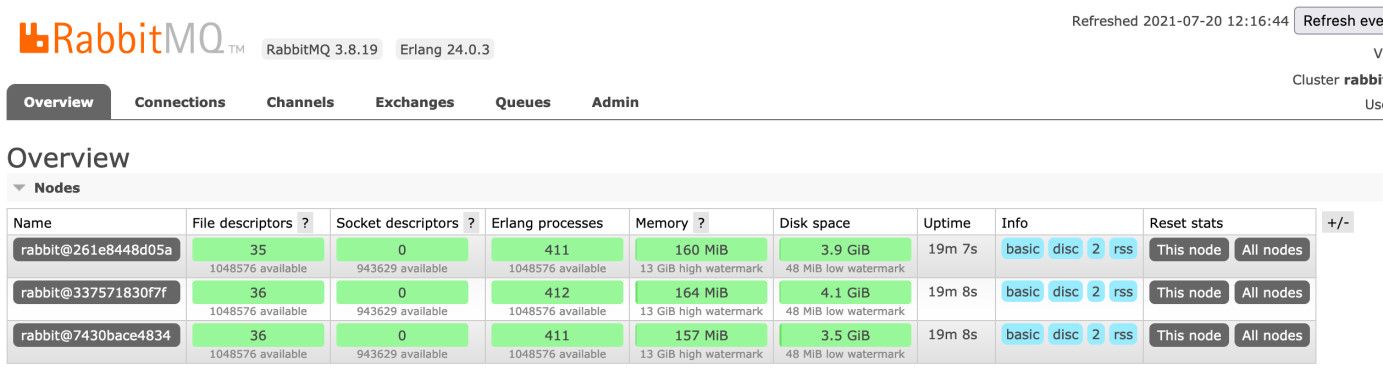 Refreshed 2021-07-20 12:16:44 Refresh eve
RabbitMQ TM RabbitMQ 3.8.19 Erlang 24.0.3
V
Cluster rabbi
Use
Overview Connections Channels Exchanges Queues Admin
Overview
Nodes
Name File descriptors ? Socket descriptors ? Erlang processes Memory ? Disk space Uptime Info Reset stats +/-
rabbit@261e8448d05a 35 0 411 160 MiB 3.9 GiB 19m 7s basic disc 2 rss This node All nodes
1048576 available 943629 available 1048576 available 13 GiB high watermark 48 MiB low watermark
rabbit@337571830f7f 36 0 412 164 MiB 4.1 GiB 19m 8s basic disc 2 rss This node All nodes
1048576 available 943629 available 1048576 available 13 GiB high watermark 48 MiB low watermark
rabbit@7430bace4834 36 0 411 157 MiB 3.5 GiB 19m 8s basic disc 2 rss This node All nodes
1048576 available 943629 available 1048576 available 13 GiB high watermark 48 MiB low watermark